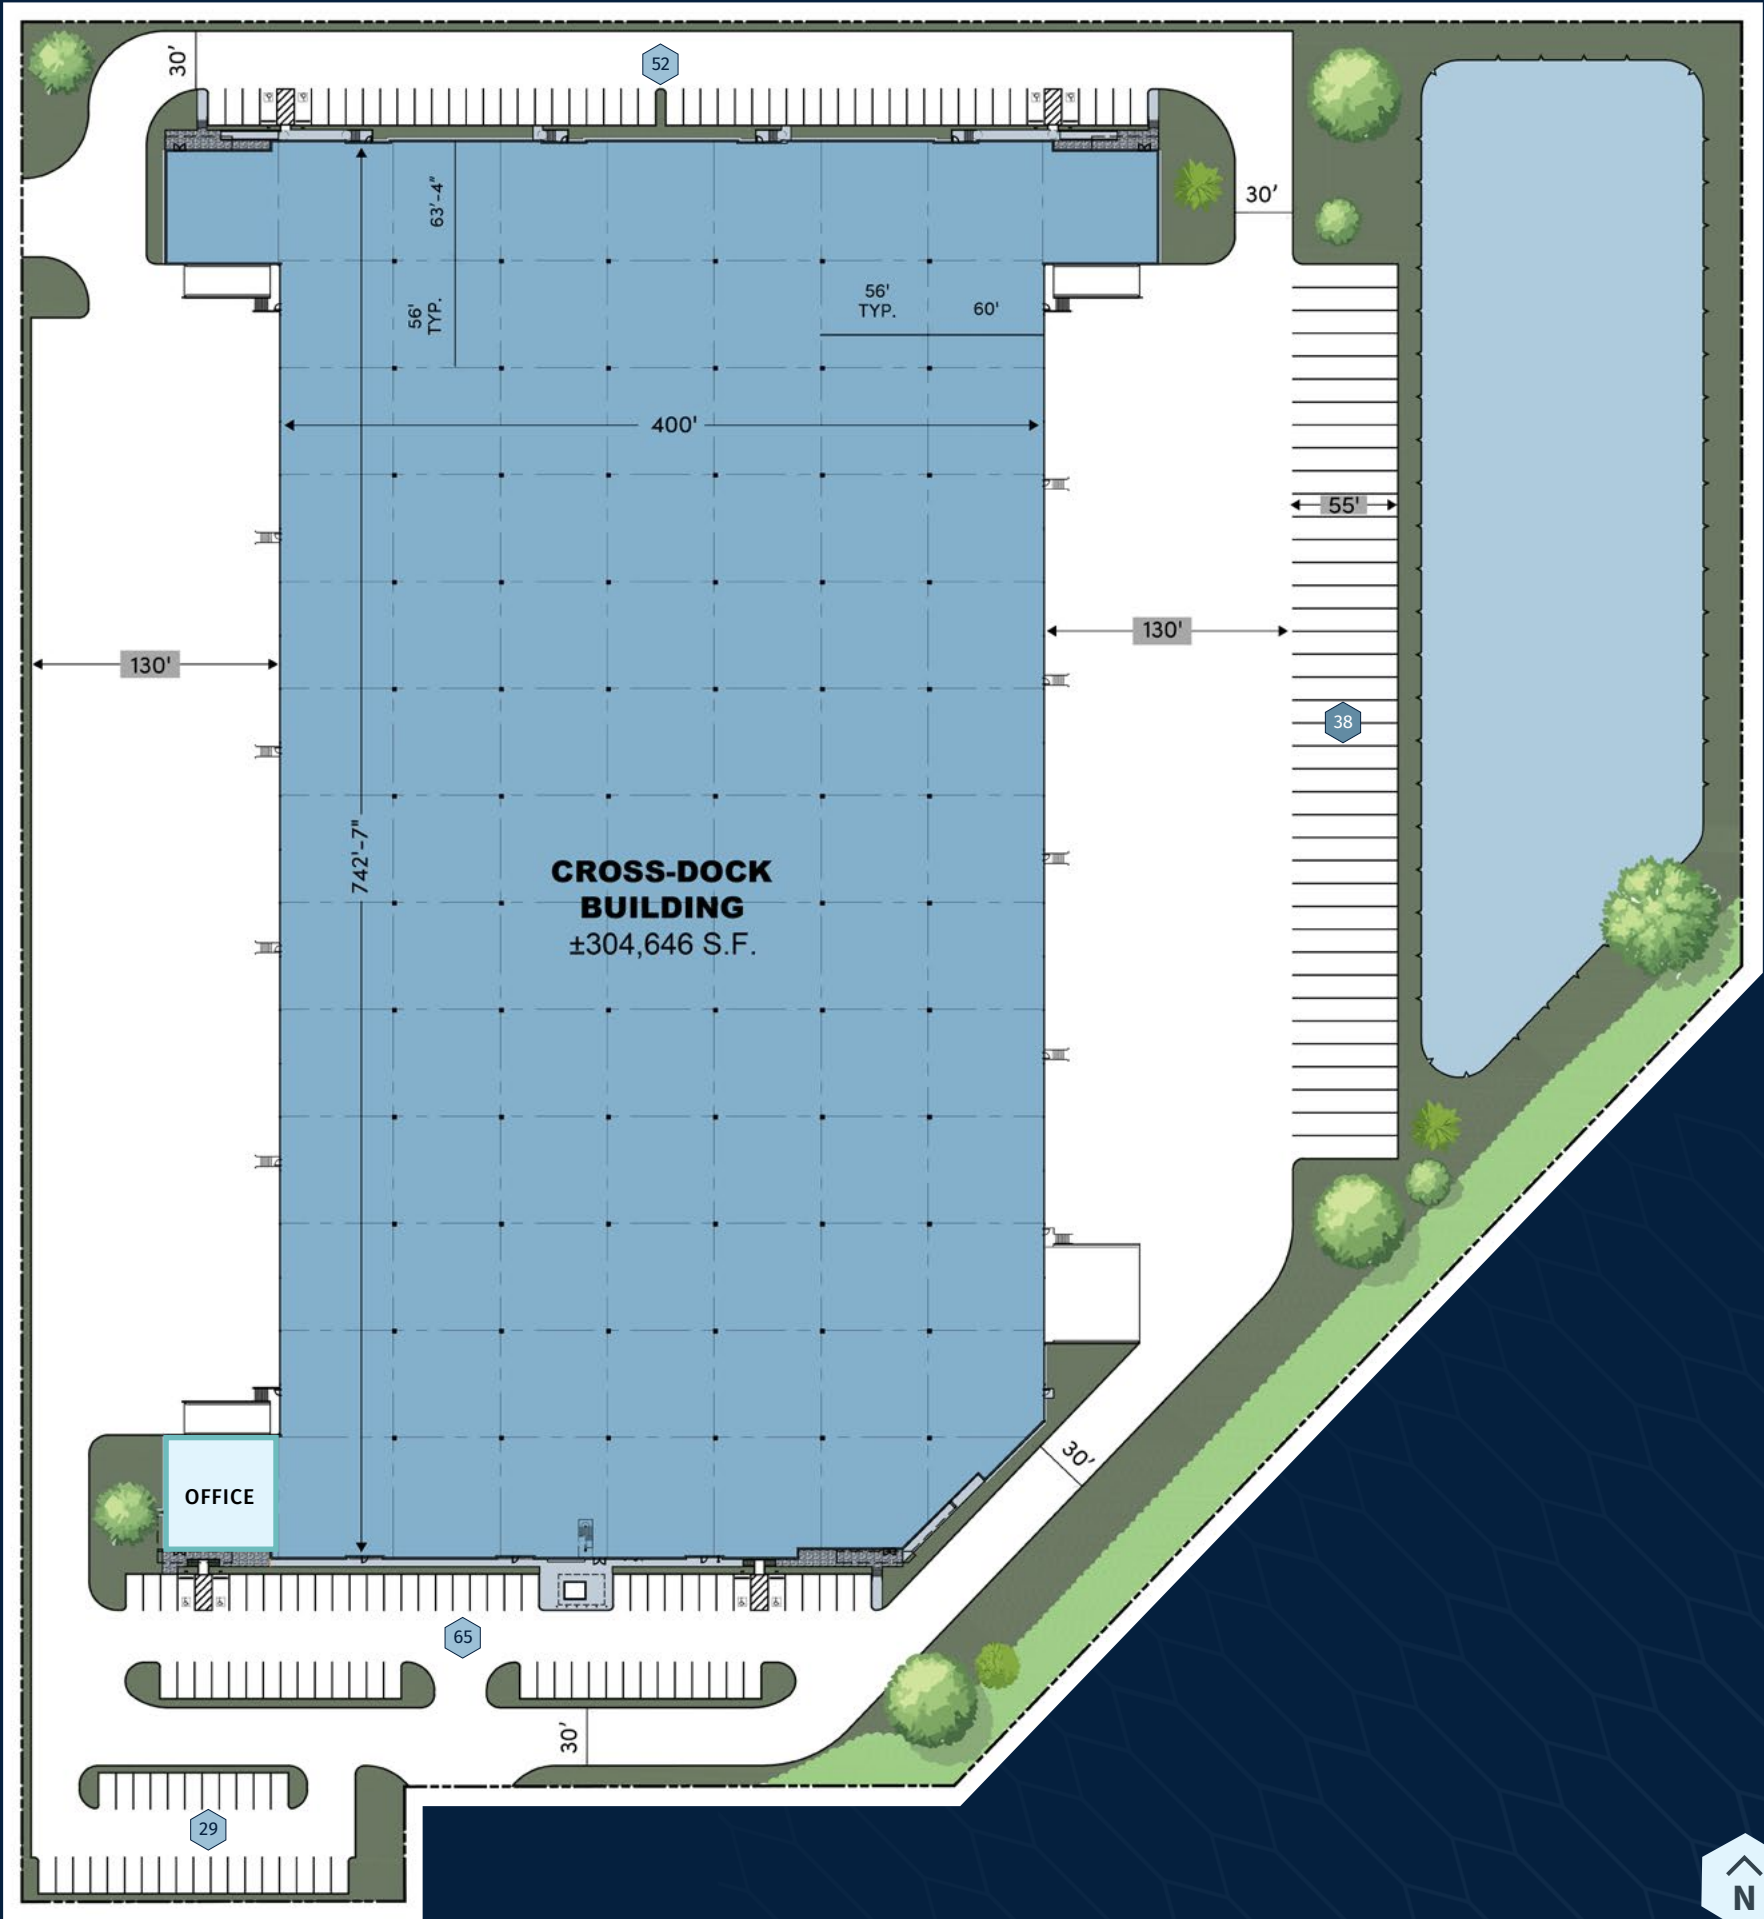 30'
52
63'-4"
30'
56'
TYP.
56'
TYP.
60'
400'
55'
130'
130'
38
742'-7"
CROSS-DOCK
BUILDING
±304,646 S.F.
30'
OFFICE
65
30'
29
N